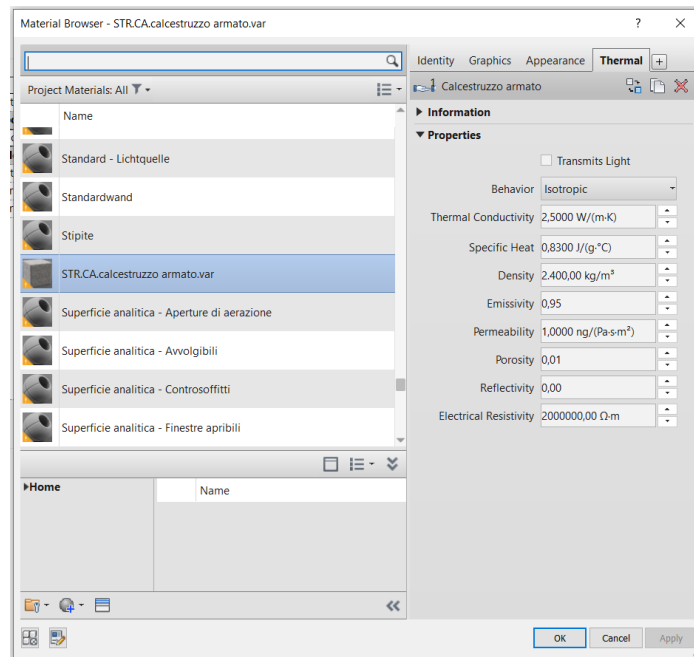 Material Browser - STR.CA.calcestruzzo armato.var
?
Project Materials: All
Name
Standard - Lichtquelle
Standardwand
Stipite
STR.CA.calcestruzzo armato.var
Superficie analitica - Aperture di aerazione
Superficie analitica - Avvolgibili
Superficie analitica - Controsoffitti
Superficie analitica - Finestre apribili
Home
Name
Identity Graphics Appearance Thermal +
1 Calcestruzzo armato
Information
Properties
Transmits Light
Behavior Isotropic
Thermal Conductivity 2,5000 W/(m·K)
Specific Heat 0,8300 J/(g·°C)
Density 2.400,00 kg/m³
Emissivity 0,95
Permeability 1,0000 ng/(Pa·s·m²)
Porosity 0,01
Reflectivity 0,00
Electrical Resistivity 2000000,00 Ω·m
OK Cancel Apply